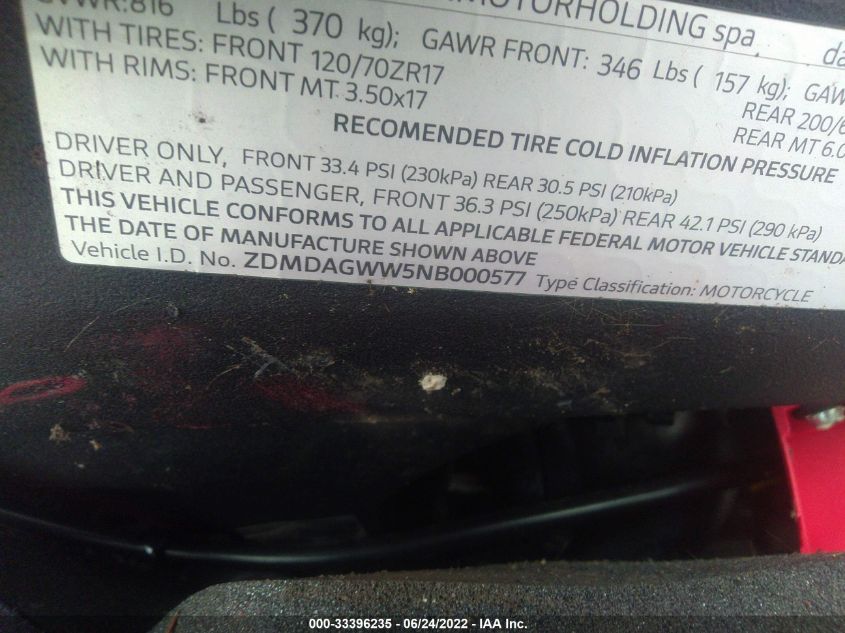 MOTORHOLDING spa, da
GVWR:816 Lbs ( 370 kg); GAWR FRONT: 346 Lbs ( 157 kg); GAW
WITH TIRES: FRONT 120/70ZR17 REAR 200/6
WITH RIMS: FRONT MT. 3.50x17 REAR MT 6.0
RECOMENDED TIRE COLD INFLATION PRESSURE
DRIVER ONLY, FRONT 33.4 PSI (230kPa) REAR 30.5 PSI (210kPa)
DRIVER AND PASSENGER, FRONT 36.3 PSI (250kPa) REAR 42.1 PSI (290 kPa)
THIS VEHICLE CONFORMS TO ALL APPLICABLE FEDERAL MOTOR VEHICLE STANDA
THE DATE OF MANUFACTURE SHOWN ABOVE
Vehicle I.D. No. ZDMDAGWW5NB000577 Type Classification: MOTORCYCLE
000-33396235 - 06/24/2022 - IAA Inc.